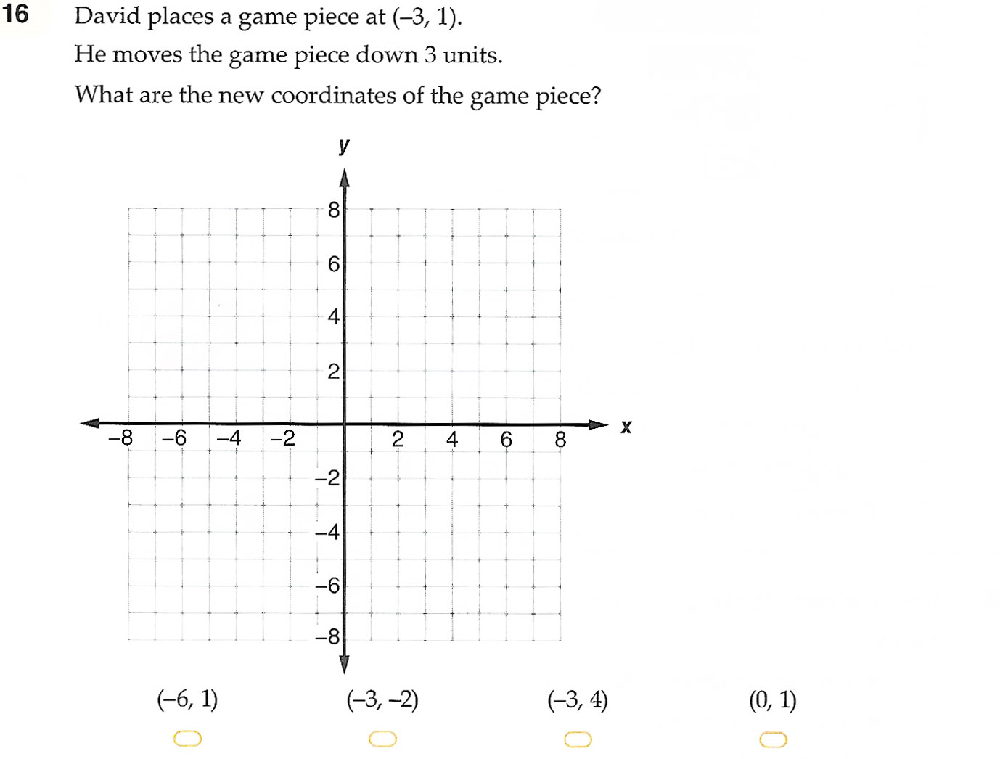 16 David places a game piece at (–3, 1).
He moves the game piece down 3 units.
What are the new coordinates of the game piece?
y
8
6
4
2
–8 –6 –4 –2 2 4 6 8 x
–2
–4
–6
–8
(–6, 1) (–3, –2) (–3, 4) (0, 1)